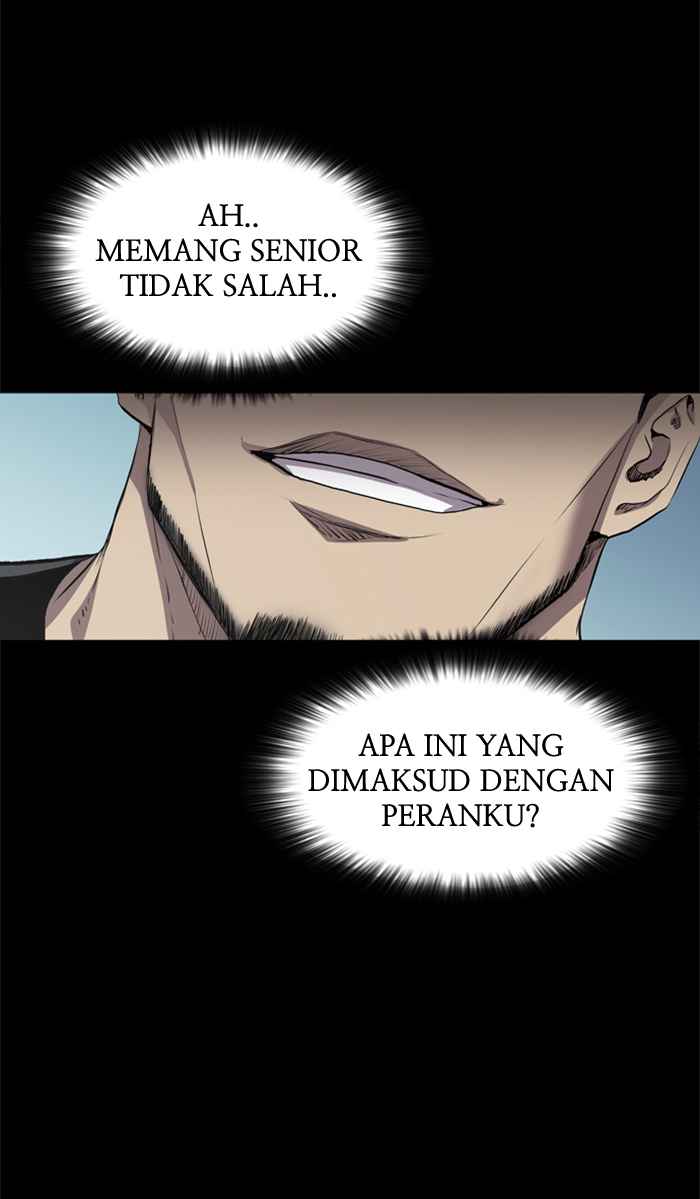 AH..
MEMANG SENIOR
TIDAK SALAH..
APA INI YANG
DIMAKSUD DENGAN
PERANKU?